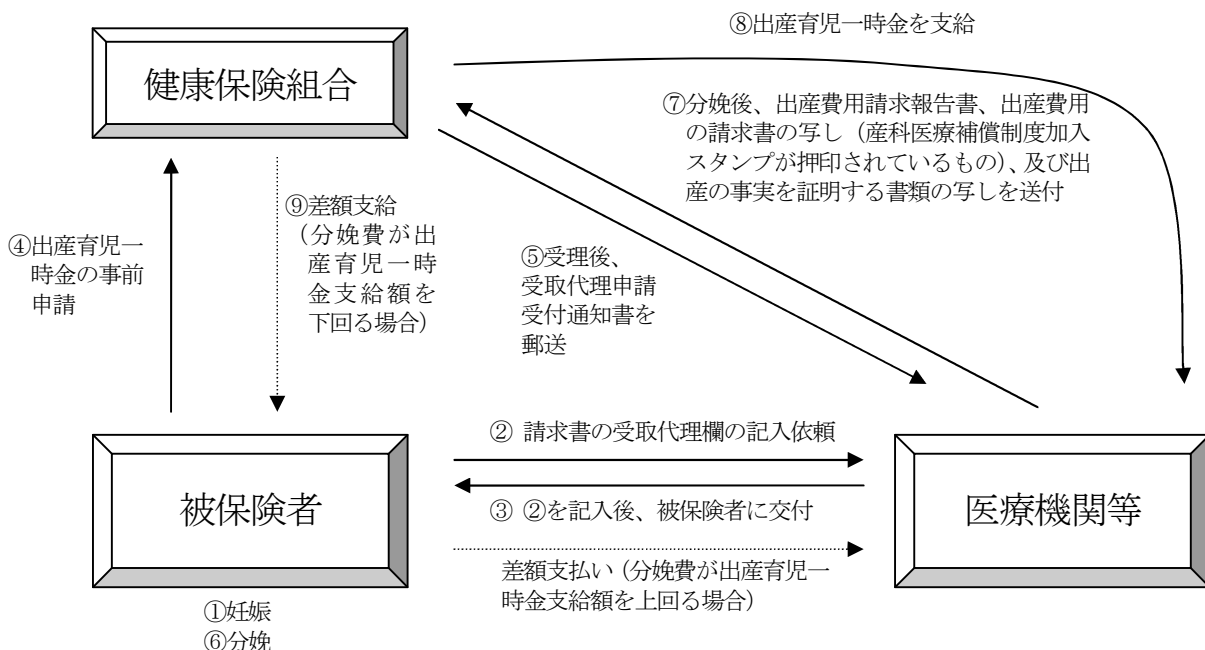 ⑧出産育児一時金を支給
健康保険組合
⑦分娩後、出産費用請求報告書、出産費用
の請求書の写し（産科医療補償制度加入
スタンプが押印されているもの）、及び出
産の事実を証明する書類の写しを送付
⑨差額支給
（分娩費が出
産育児一時
金支給額を
下回る場合）
④出産育児一
時金の事前
申請
⑤受理後、
受取代理申請
受付通知書を
郵送
② 請求書の受取代理欄の記入依頼
被保険者
③ ②を記入後、被保険者に交付
医療機関等
差額支払い（分娩費が出産育児一
時金支給額を上回る場合）
①妊娠
⑥分娩